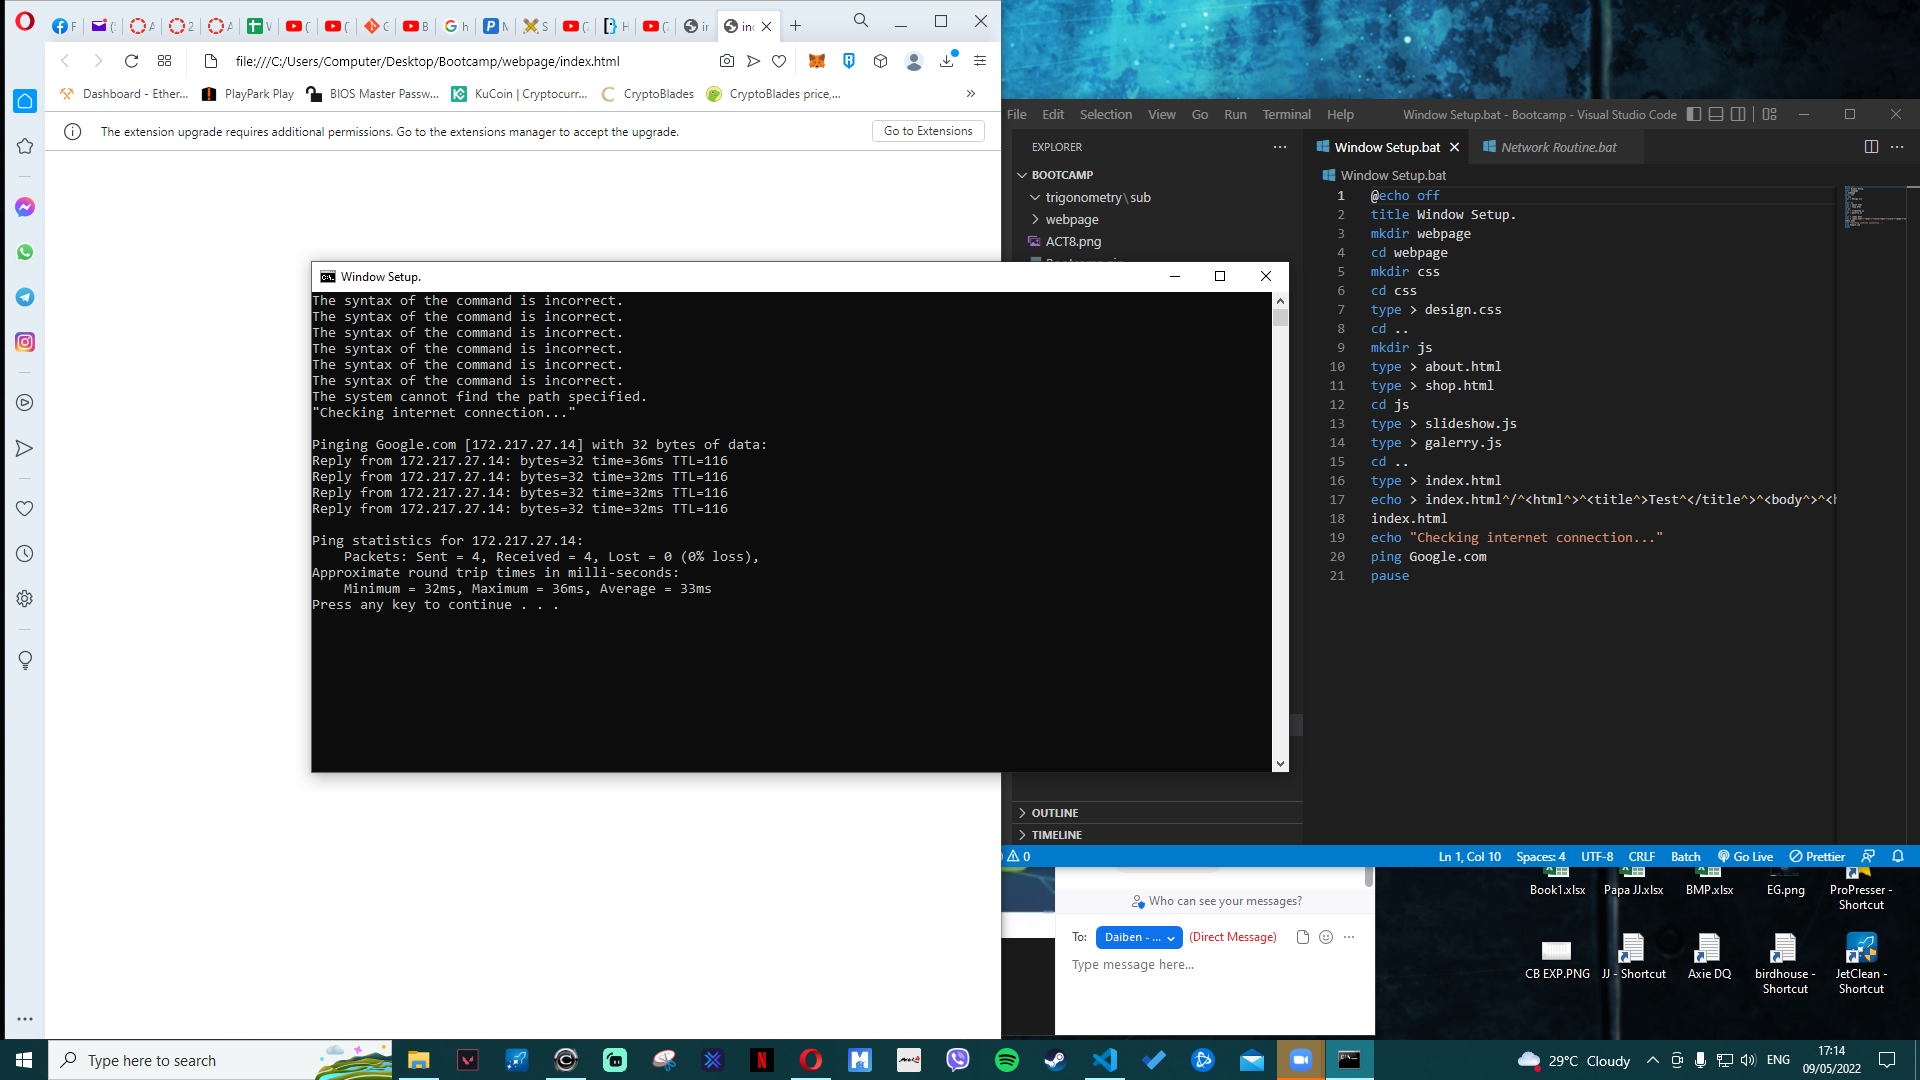 file:///C:/Users/Computer/Desktop/Bootcamp/webpage/index.html
Dashboard - Ether...
PlayPark Play
BIOS Master Passw...
KuCoin | Cryptocurr...
CryptoBlades
CryptoBlades price,...
The extension upgrade requires additional permissions. Go to the extensions manager to accept the upgrade.
Go to Extensions
File Edit Selection View Go Run Terminal Help
Window Setup.bat - Bootcamp - Visual Studio Code
EXPLORER
BOOTCAMP
trigonometry\sub
webpage
ACT8.png
OUTLINE
TIMELINE
Window Setup.bat
Network Routine.bat
Window Setup.bat
1 @echo off
2 title Window Setup.
3 mkdir webpage
4 cd webpage
5 mkdir css
6 cd css
7 type > design.css
8 cd ..
9 mkdir js
10 type > about.html
11 type > shop.html
12 cd js
13 type > slideshow.js
14 type > galerry.js
15 cd ..
16 type > index.html
17 echo > index.html^/^<html^>^<title^>Test^</title^>^<body^>^<h
18 index.html
19 echo "Checking internet connection..."
20 ping Google.com
21 pause
Window Setup.
The syntax of the command is incorrect.
The syntax of the command is incorrect.
The syntax of the command is incorrect.
The syntax of the command is incorrect.
The syntax of the command is incorrect.
The syntax of the command is incorrect.
The system cannot find the path specified.
"Checking internet connection..."
Pinging Google.com [172.217.27.14] with 32 bytes of data:
Reply from 172.217.27.14: bytes=32 time=36ms TTL=116
Reply from 172.217.27.14: bytes=32 time=32ms TTL=116
Reply from 172.217.27.14: bytes=32 time=32ms TTL=116
Reply from 172.217.27.14: bytes=32 time=32ms TTL=116
Ping statistics for 172.217.27.14:
Packets: Sent = 4, Received = 4, Lost = 0 (0% loss),
Approximate round trip times in milli-seconds:
Minimum = 32ms, Maximum = 36ms, Average = 33ms
Press any key to continue . . .
0
Ln 1, Col 10
Spaces: 4
UTF-8
CRLF
Batch
Go Live
Prettier
Who can see your messages?
To: Daiben - ... (Direct Message)
Type message here...
Book1.xlsx
Papa JJ.xlsx
BMP.xlsx
EG.png
ProPresser - Shortcut
CB EXP.PNG
JJ - Shortcut
Axie DQ
birdhouse - Shortcut
JetClean - Shortcut
Type here to search
29°C Cloudy
ENG
17:14
09/05/2022